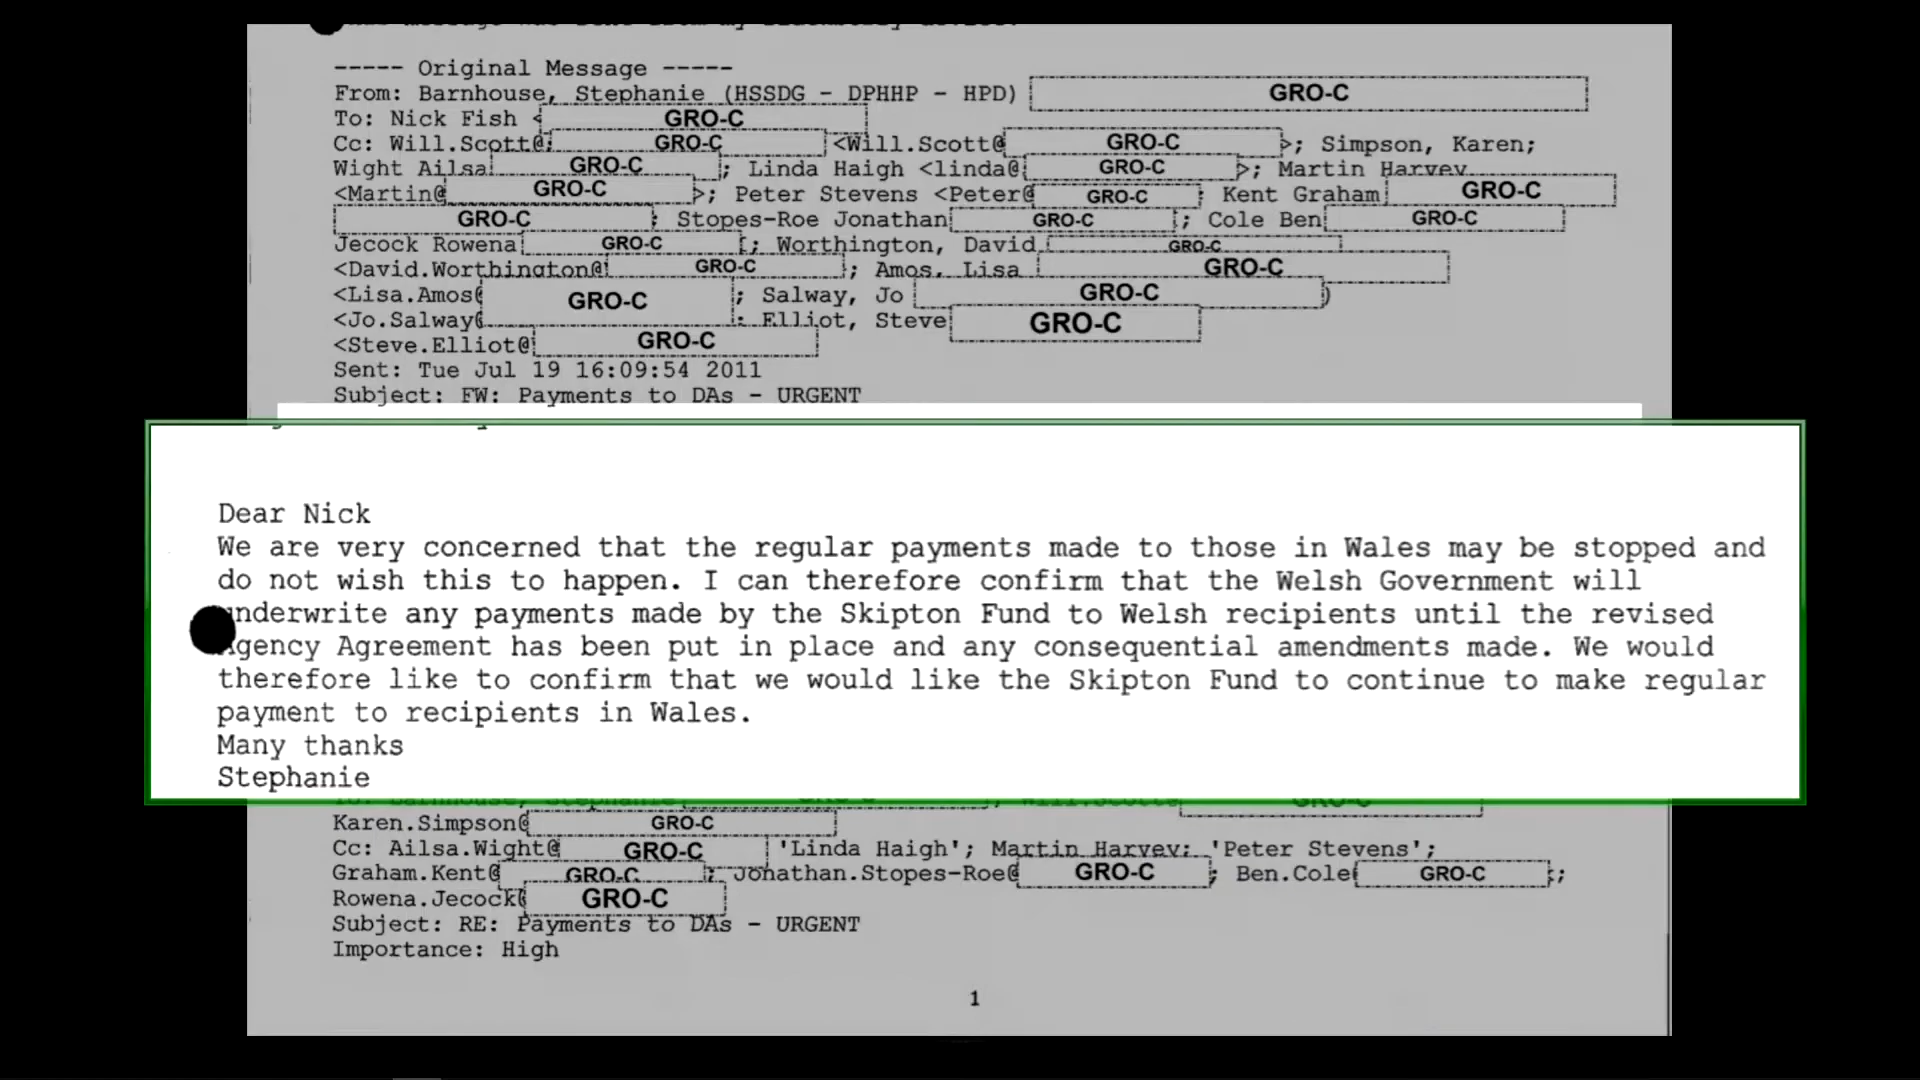 ----- Original Message -----
From: Barnhouse, Stephanie (HSSDG - DPHHP - HPD) GRO-C
To: Nick Fish < GRO-C
Cc: Will.Scott@ GRO-C <Will.Scott@ GRO-C >; Simpson, Karen;
Wight Ailsa GRO-C ; Linda Haigh <linda@ GRO-C >; Martin Harvey
<Martin@ GRO-C >; Peter Stevens <Peter@ GRO-C ; Kent Graham GRO-C
GRO-C ; Stopes-Roe Jonathan GRO-C ; Cole Ben GRO-C
Jecock Rowena GRO-C ; Worthington, David GRO-C
<David.Worthington@ GRO-C ; Amos, Lisa GRO-C
<Lisa.Amos@ GRO-C ; Salway, Jo GRO-C )
<Jo.Salway@ GRO-C ; Elliot, Steve GRO-C
<Steve.Elliot@ GRO-C
Sent: Tue Jul 19 16:09:54 2011
Subject: FW: Payments to DAs - URGENT
Dear Nick
We are very concerned that the regular payments made to those in Wales may be stopped and
do not wish this to happen. I can therefore confirm that the Welsh Government will
underwrite any payments made by the Skipton Fund to Welsh recipients until the revised
Agency Agreement has been put in place and any consequential amendments made. We would
therefore like to confirm that we would like the Skipton Fund to continue to make regular
payment to recipients in Wales.
Many thanks
Stephanie
Karen.Simpson@ GRO-C
Cc: Ailsa.Wight@ GRO-C 'Linda Haigh'; Martin Harvey; 'Peter Stevens';
Graham.Kent@ GRO-C ; Jonathan.Stopes-Roe@ GRO-C ; Ben.Cole GRO-C ;
Rowena.Jecock@ GRO-C
Subject: RE: Payments to DAs - URGENT
Importance: High
1